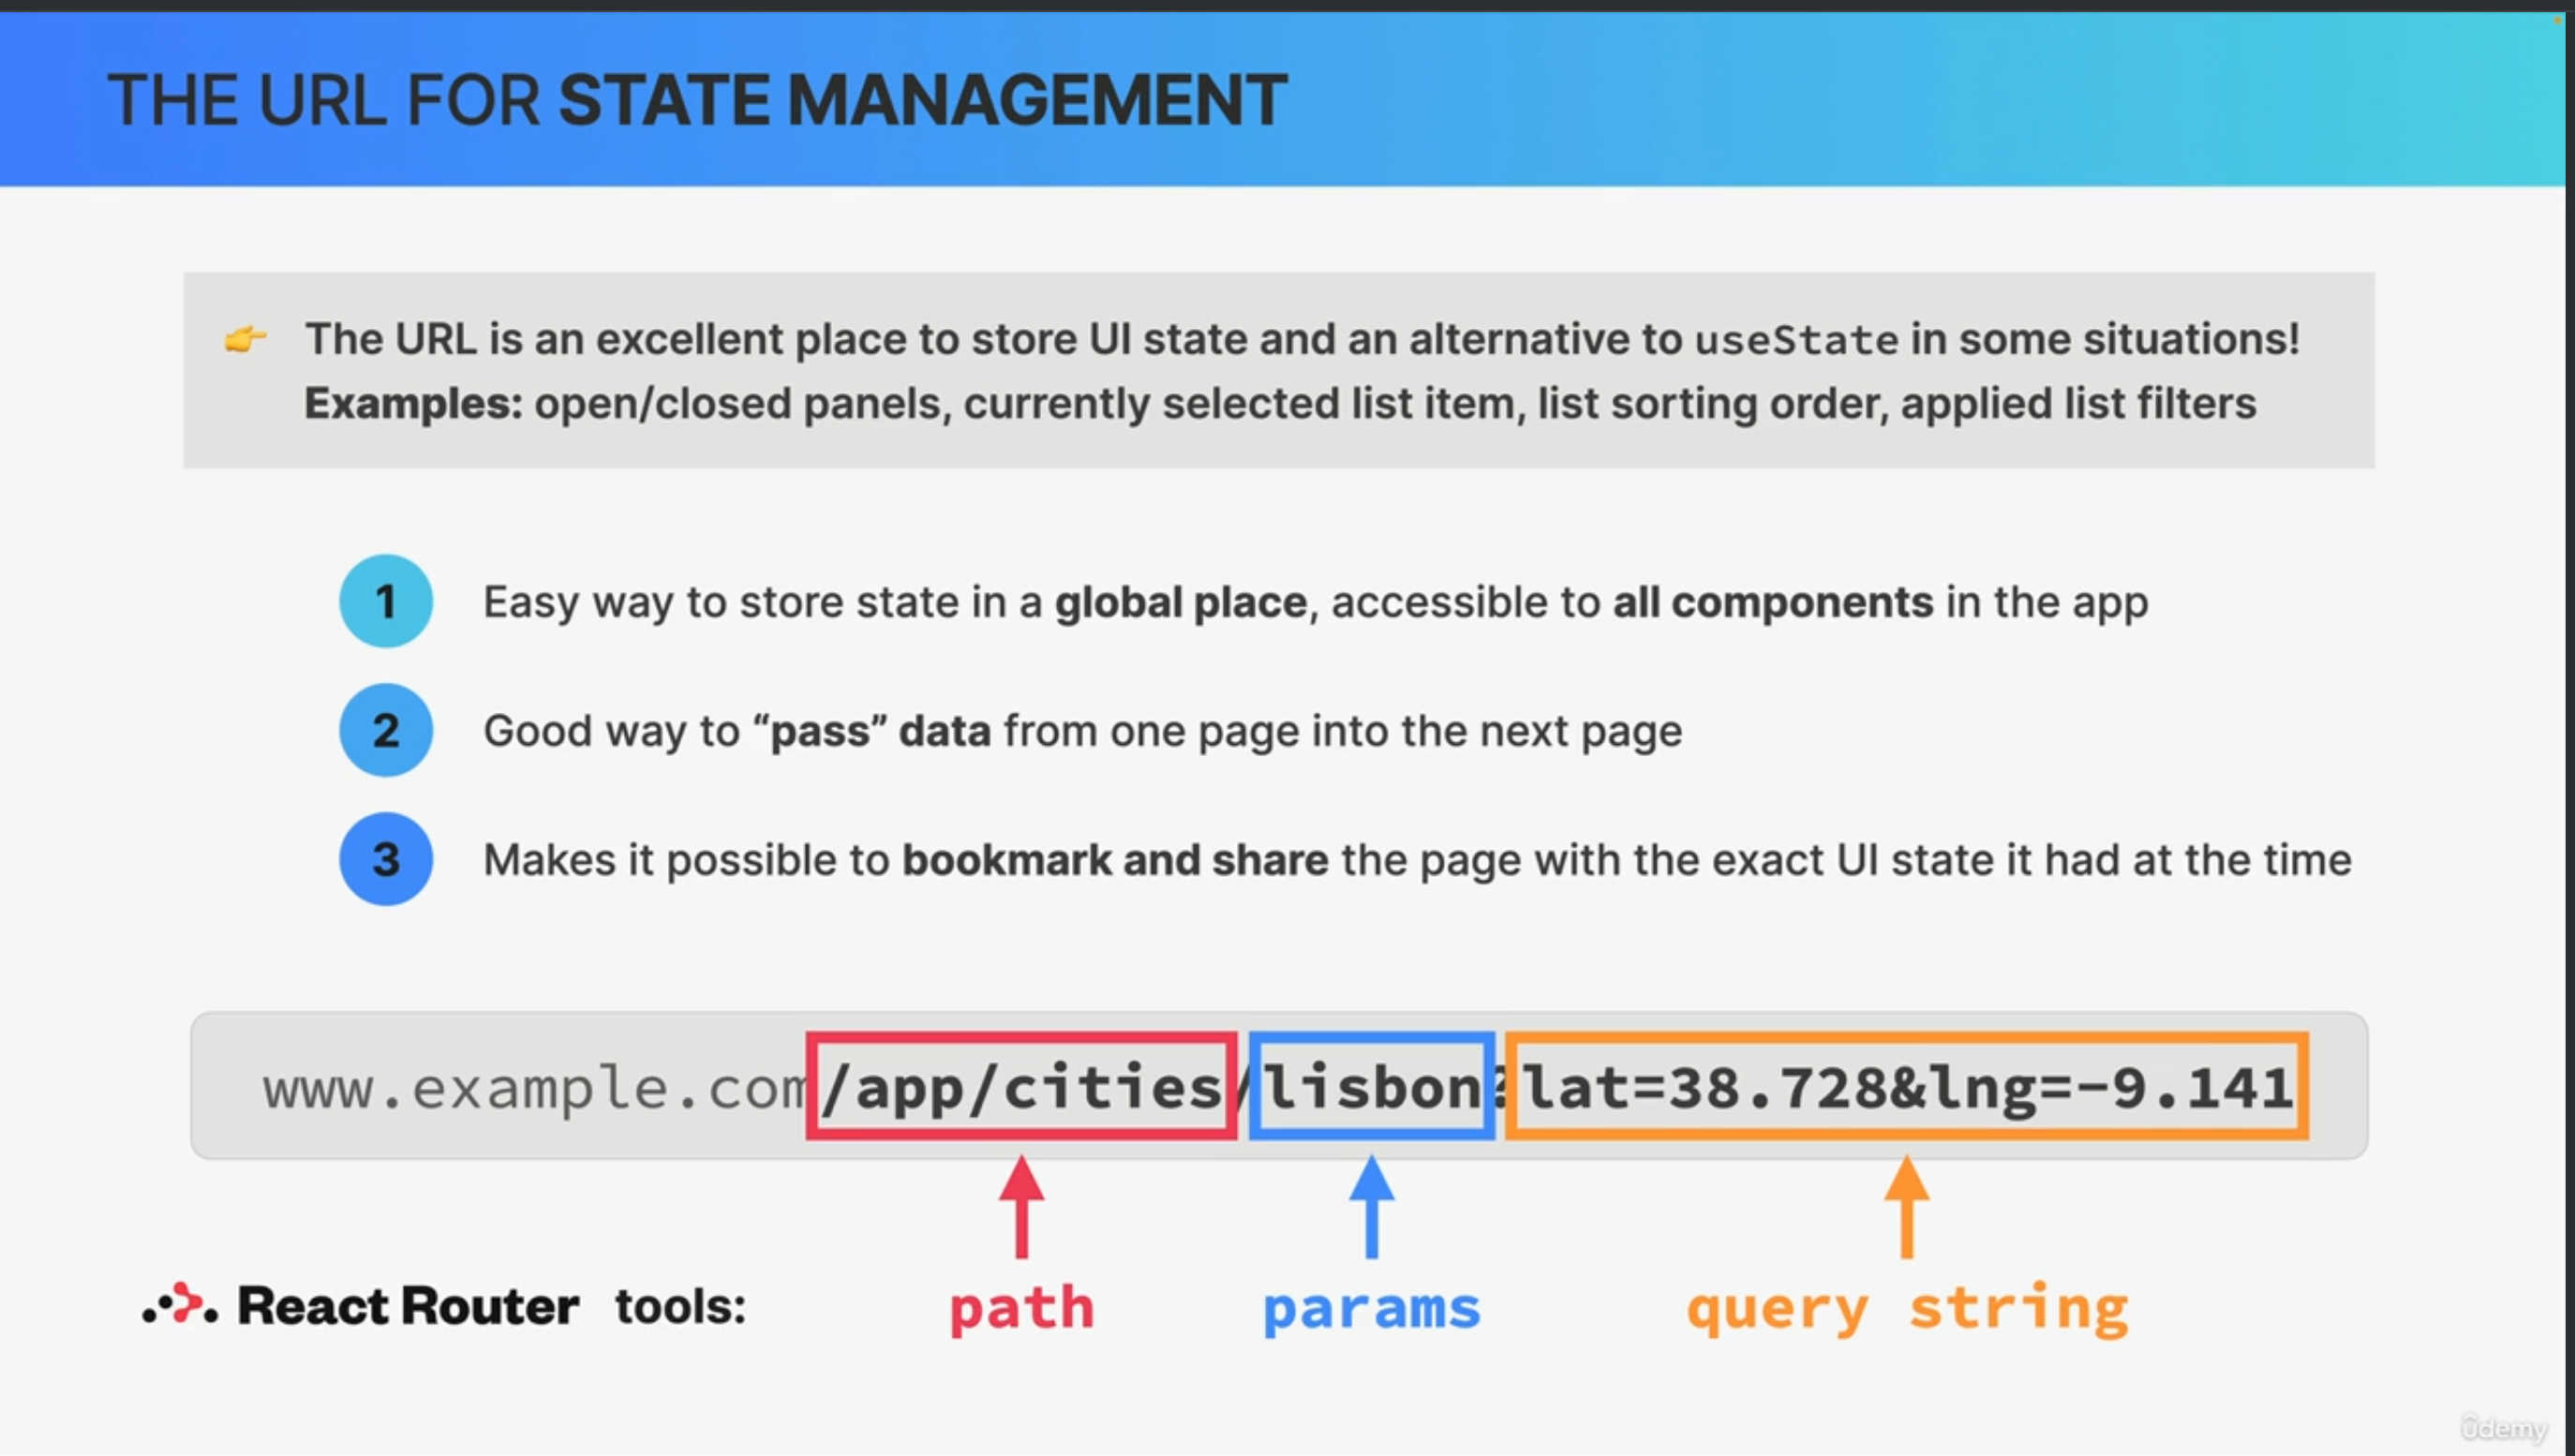 THE URL FOR STATE MANAGEMENT
👉 The URL is an excellent place to store UI state and an alternative to useState in some situations!
Examples: open/closed panels, currently selected list item, list sorting order, applied list filters
1 Easy way to store state in a global place, accessible to all components in the app
2 Good way to “pass” data from one page into the next page
3 Makes it possible to bookmark and share the page with the exact UI state it had at the time
www.example.com/app/cities/lisbon?lat=38.728&lng=-9.141
React Router tools: path params query string
ûdemy